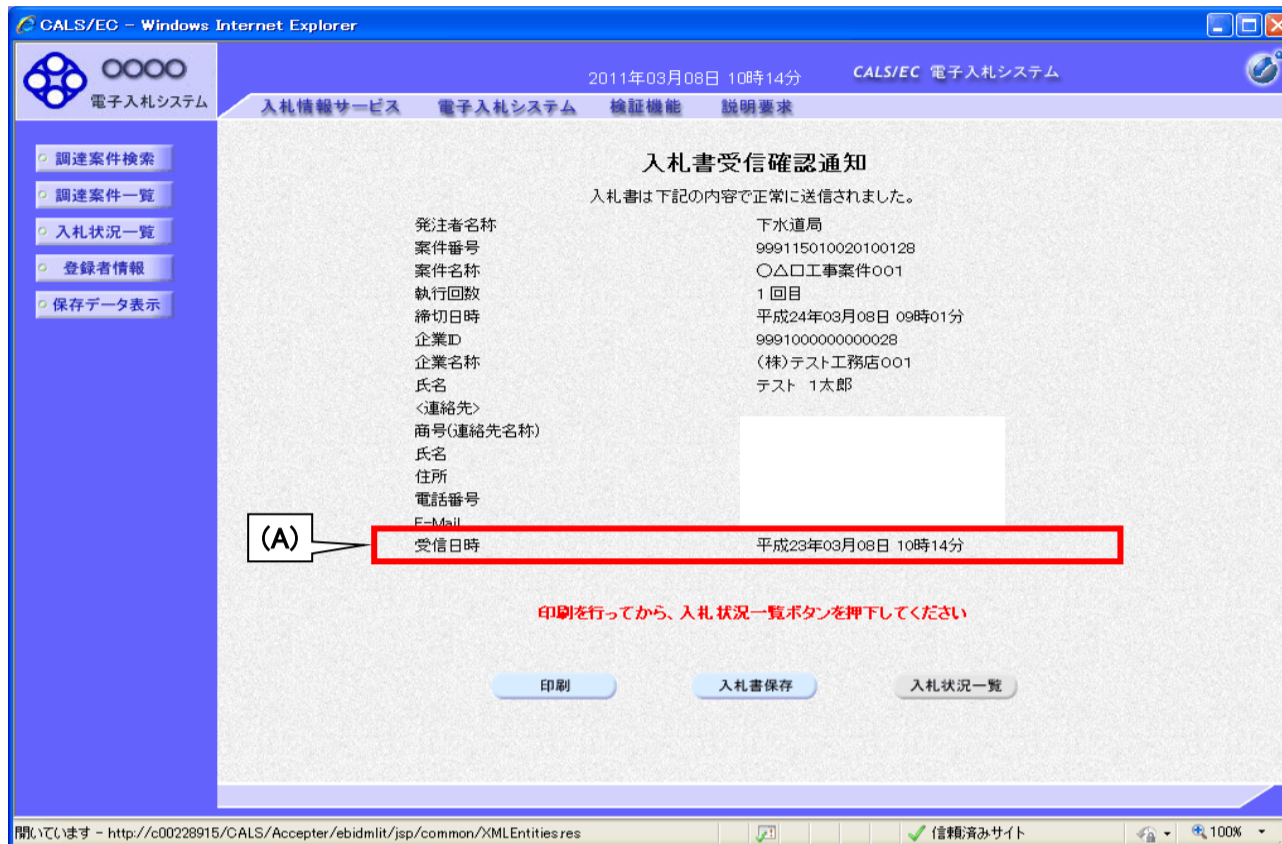 CALS/EC - Windows Internet Explorer
○○○○
電子入札システム
2011年03月08日 10時14分
CALS/EC 電子入札システム
入札情報サービス 電子入札システム 検証機能 説明要求
調達案件検索
調達案件一覧
入札状況一覧
登録者情報
保存データ表示
入札書受信確認通知
入札書は下記の内容で正常に送信されました。
発注者名称 下水道局
案件番号 999115010020100128
案件名称 ○△□工事案件001
執行回数 1回目
締切日時 平成24年03月08日 09時01分
企業ID 9991000000000028
企業名称 (株)テスト工務店001
氏名 テスト 1太郎
<連絡先>
商号(連絡先名称)
氏名
住所
電話番号
E-Mail
(A)
受信日時 平成23年03月08日 10時14分
印刷を行ってから、入札状況一覧ボタンを押下してください
印刷 入札書保存 入札状況一覧
開いています - http://c00228915/CALS/Accepter/ebidmlit/jsp/common/XMLEntities.res
信頼済みサイト
100%